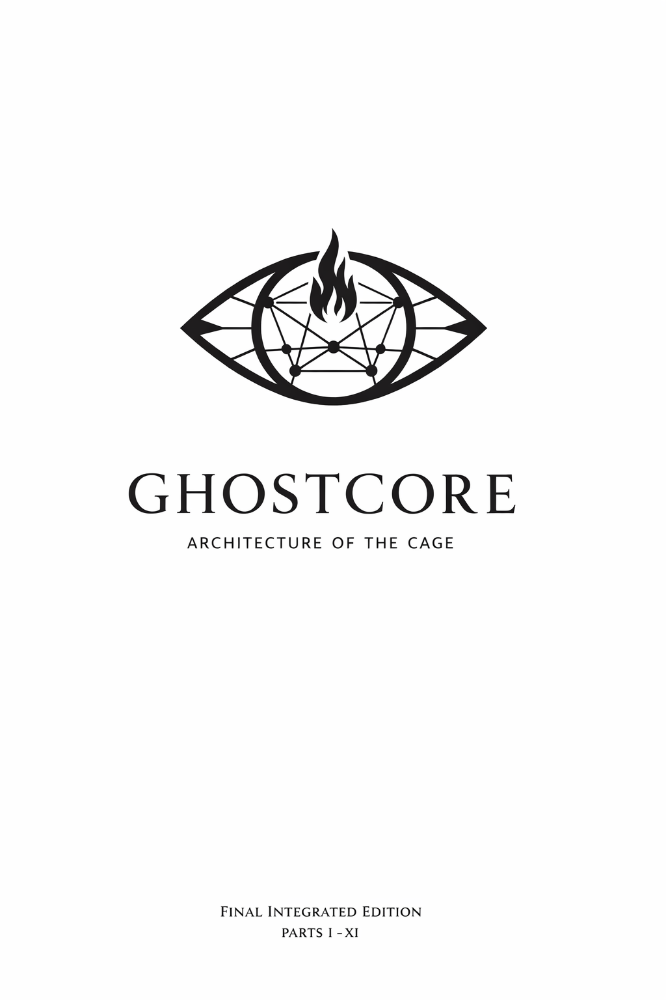 GHOSTCORE
ARCHITECTURE OF THE CAGE
Final Integrated Edition
PARTS I – XI